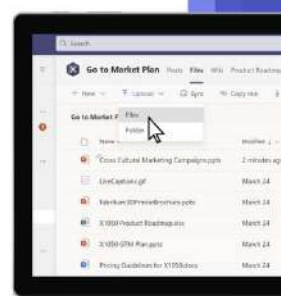 Search
Go to Market Plan Posts Files Wiki Product Roadmap
+ New Upload Sync Copy link
Go to Market P
Files
Folder
Name
Modified
Cross Cultural Marketing Campaigns.pptx 2 minutes ago
LiveCaptions.gif March 24
Fabrikam3DPrinterBrochure.pptx March 24
X1050 Product Roadmap.xlsx March 24
X1050 GTM Plan.pptx March 24
Pricing Guidelines for X1050.docx March 24